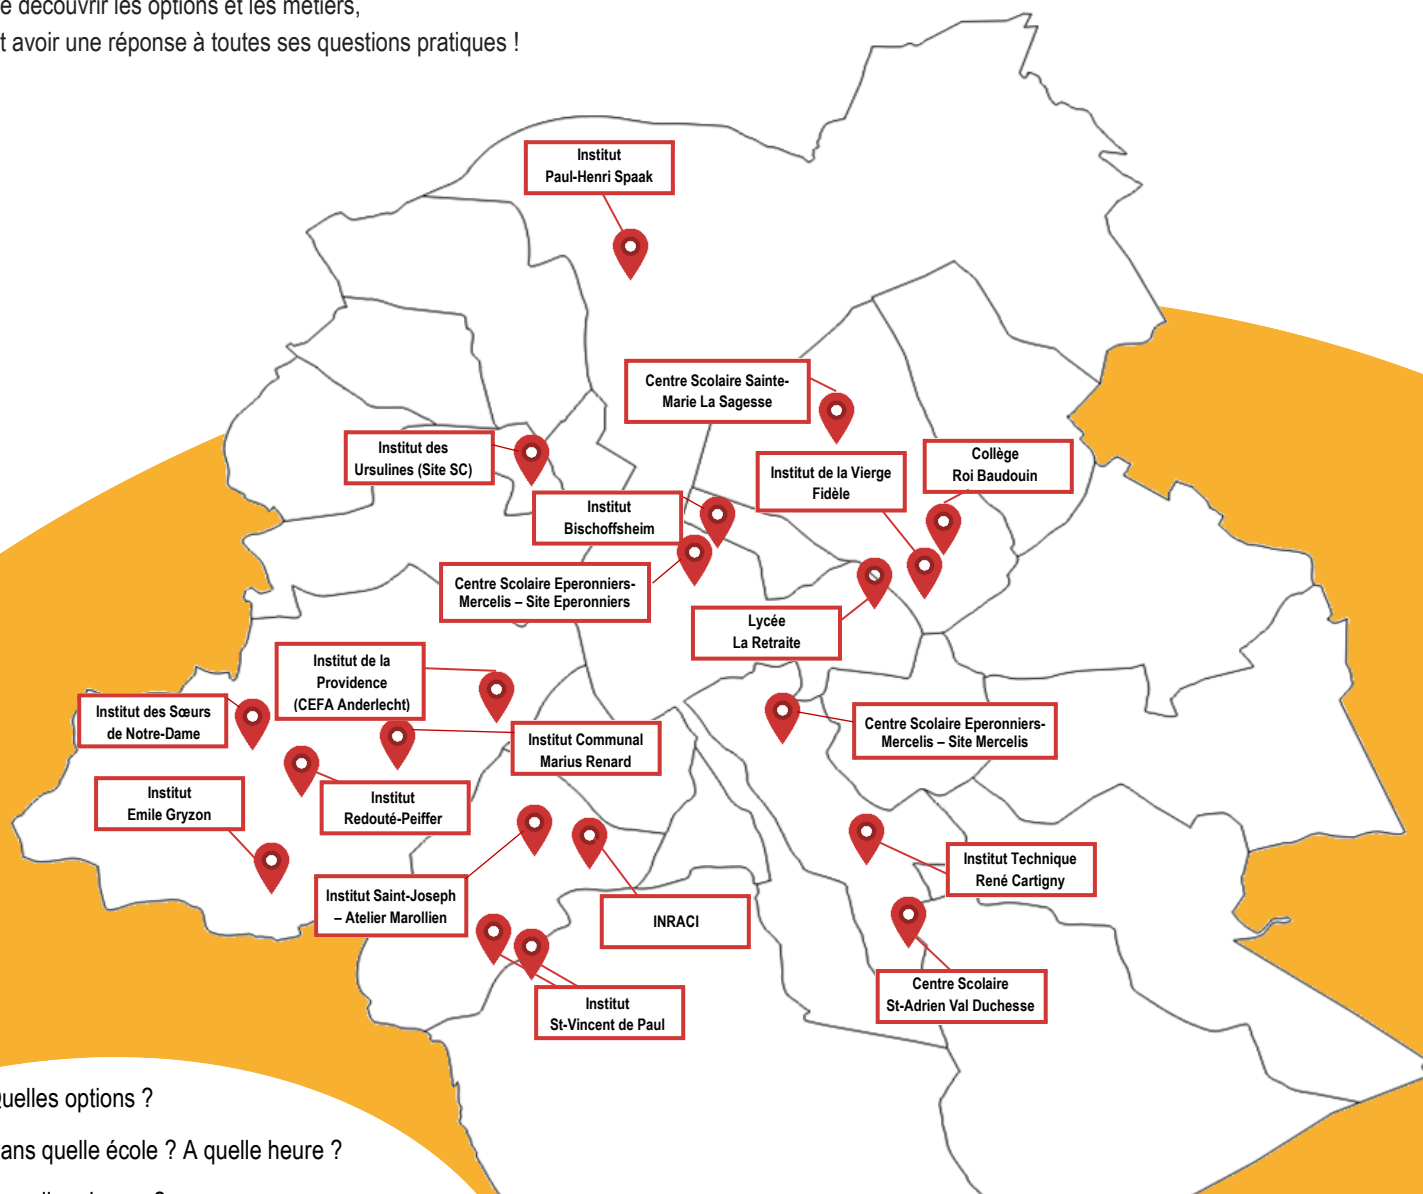 e découvrir les options et les métiers,
t avoir une réponse à toutes ses questions pratiques !
Institut
Paul-Henri Spaak
Centre Scolaire Sainte-
Marie La Sagesse
Institut des
Ursulines (Site SC)
Institut de la Vierge
Fidèle
Collège
Roi Baudouin
Institut
Bischoffsheim
Centre Scolaire Eperonniers-
Mercelis – Site Eperonniers
Lycée
La Retraite
Institut de la
Providence
(CEFA Anderlecht)
Institut des Sœurs
de Notre-Dame
Centre Scolaire Eperonniers-
Mercelis – Site Mercelis
Institut Communal
Marius Renard
Institut
Emile Gryzon
Institut
Redouté-Peiffer
Institut Technique
René Cartigny
Institut Saint-Joseph
– Atelier Marollien
INRACI
Centre Scolaire
St-Adrien Val Duchesse
Institut
St-Vincent de Paul
uelles options ?
ans quelle école ? A quelle heure ?